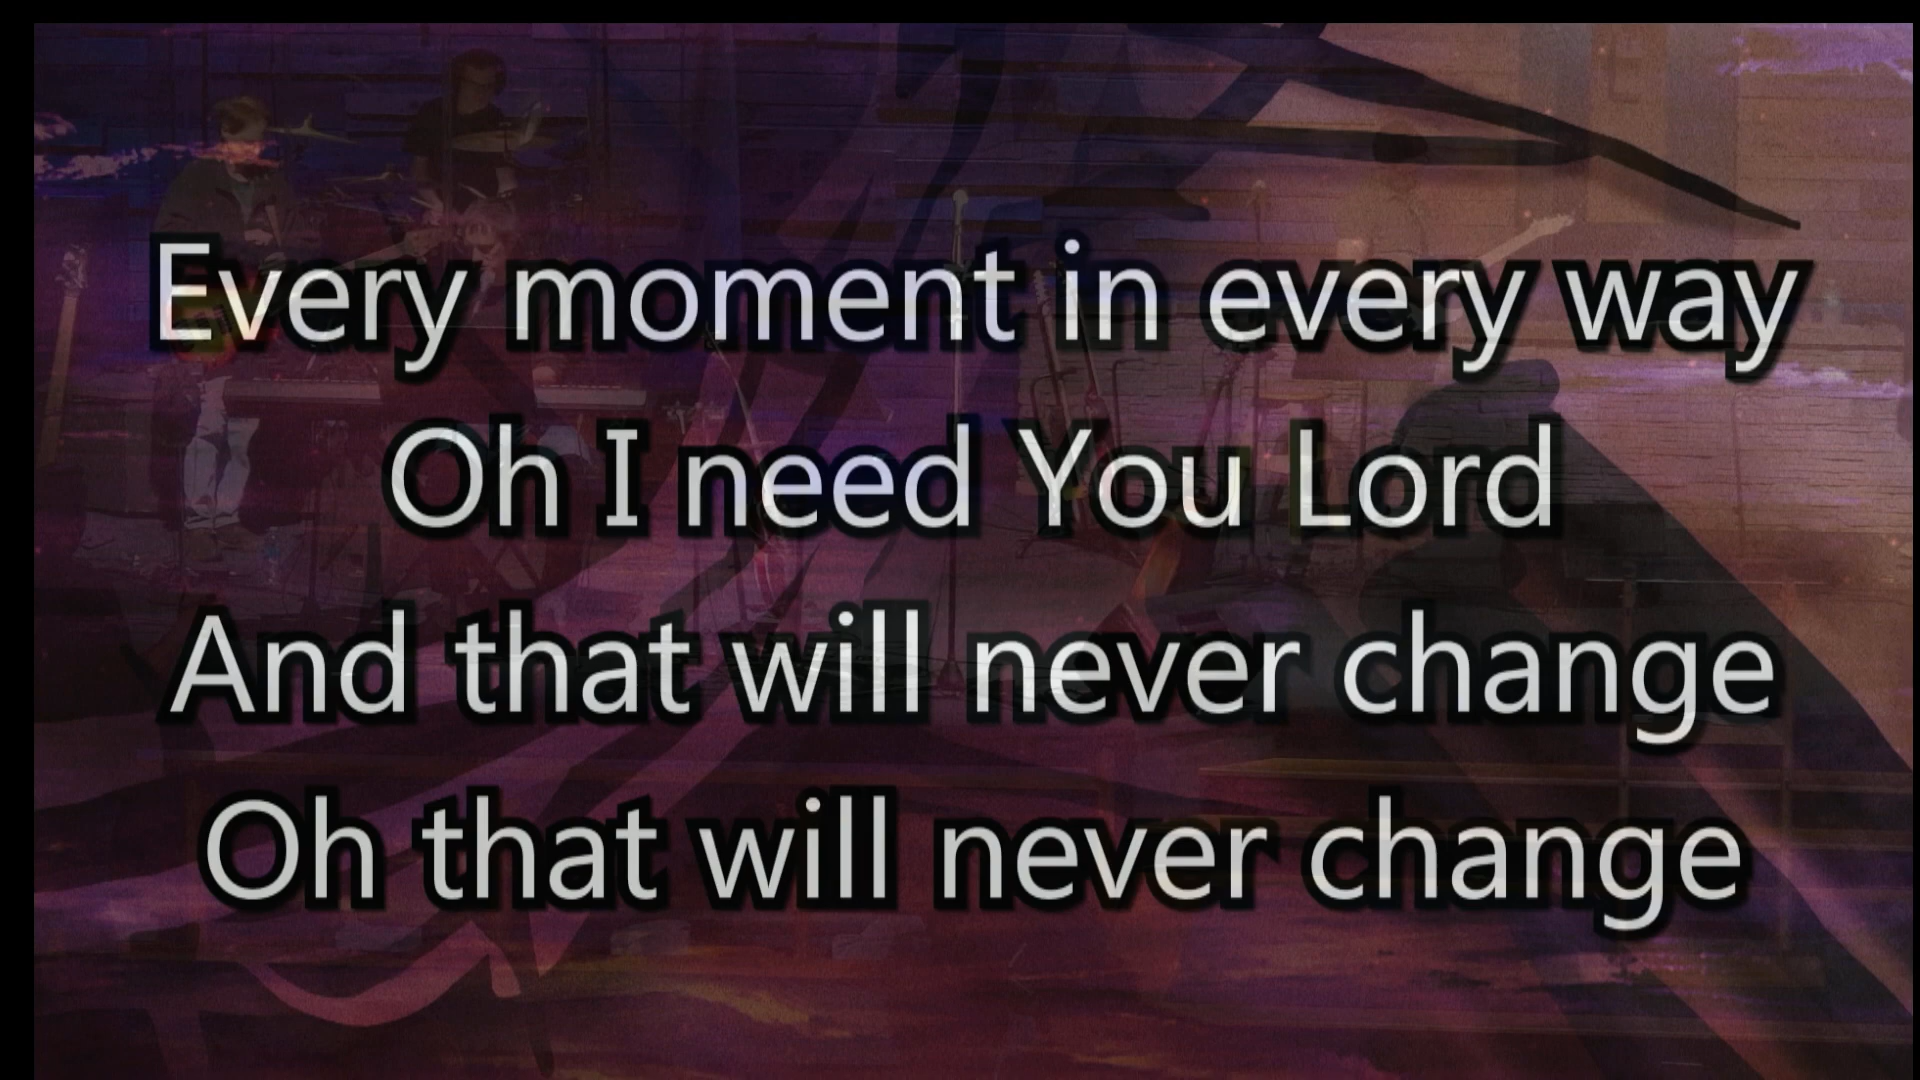 Every moment in every way
Oh I need You Lord
And that will never change
Oh that will never change